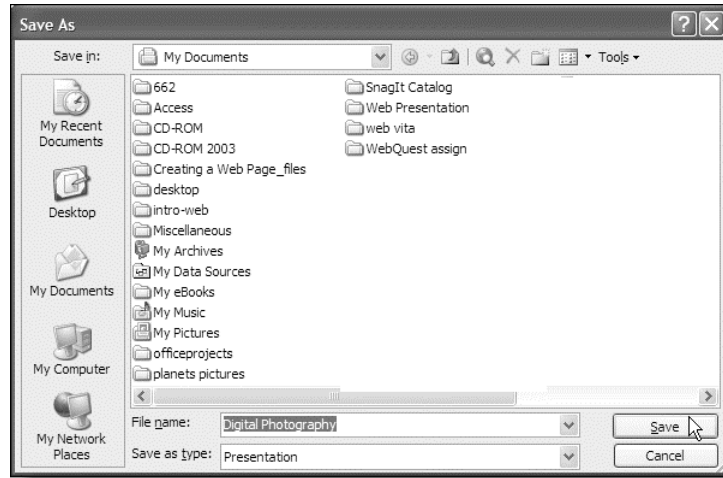 Save As
Save in:
My Documents
Tools
My Recent
Documents
Desktop
My Documents
My Computer
My Network
Places
662
Access
CD-ROM
CD-ROM 2003
Creating a Web Page_files
desktop
intro-web
Miscellaneous
My Archives
My Data Sources
My eBooks
My Music
My Pictures
officeprojects
planets pictures
SnagIt Catalog
Web Presentation
web vita
WebQuest assign
File name:
Digital Photography
Save
Save as type:
Presentation
Cancel